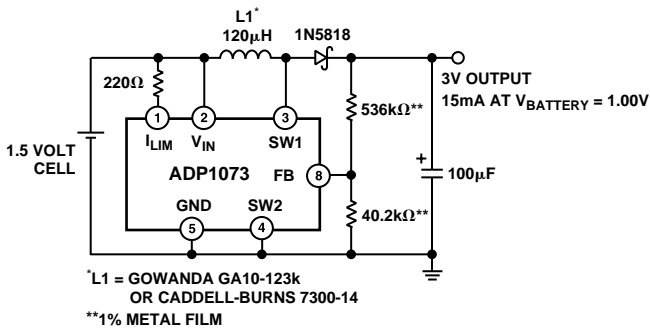 L1*
120µH
1N5818
220Ω
3V OUTPUT
15mA AT VBATTERY = 1.00V
536kΩ**
1
2
3
ILIM
VIN
SW1
1.5 VOLT
CELL
ADP1073
FB
8
+
100µF
GND
SW2
40.2kΩ**
5
4
*L1 = GOWANDA GA10-123k
OR CADDELL-BURNS 7300-14
**1% METAL FILM